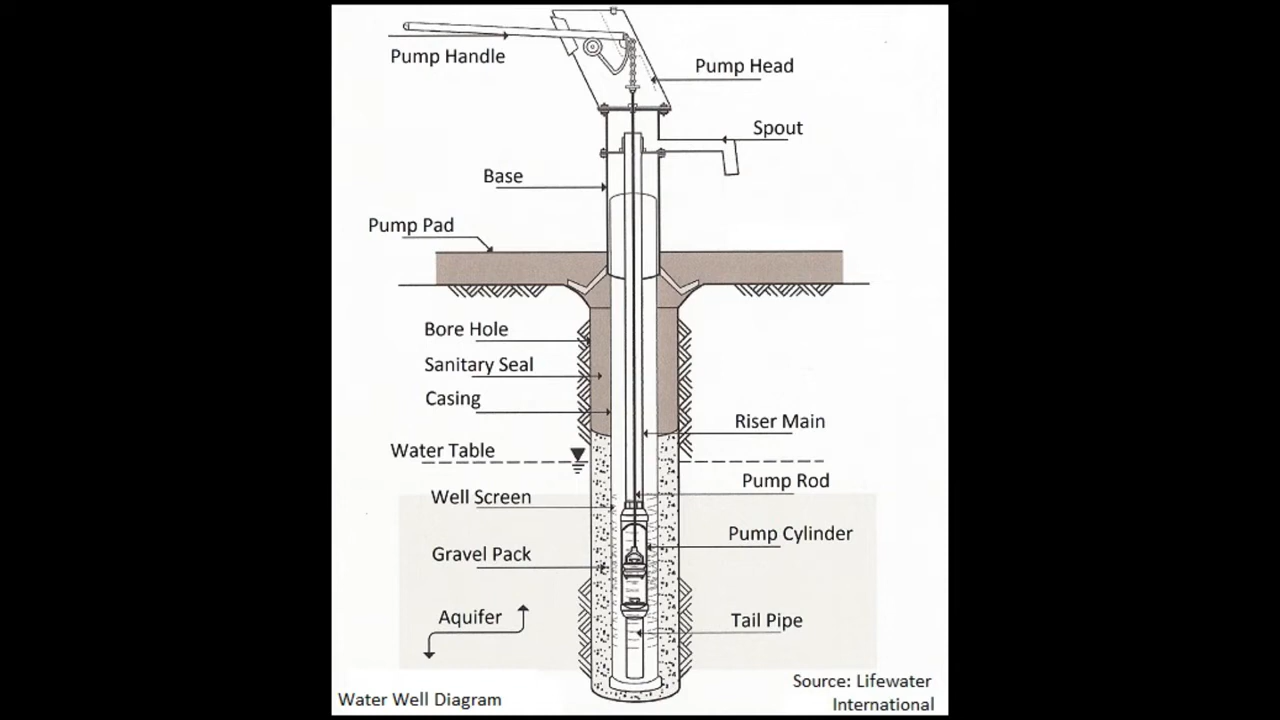 Pump Handle
Pump Head
Spout
Base
Pump Pad
Bore Hole
Sanitary Seal
Casing
Riser Main
Water Table
Pump Rod
Well Screen
Pump Cylinder
Gravel Pack
Aquifer
Tail Pipe
Water Well Diagram
Source: Lifewater
International